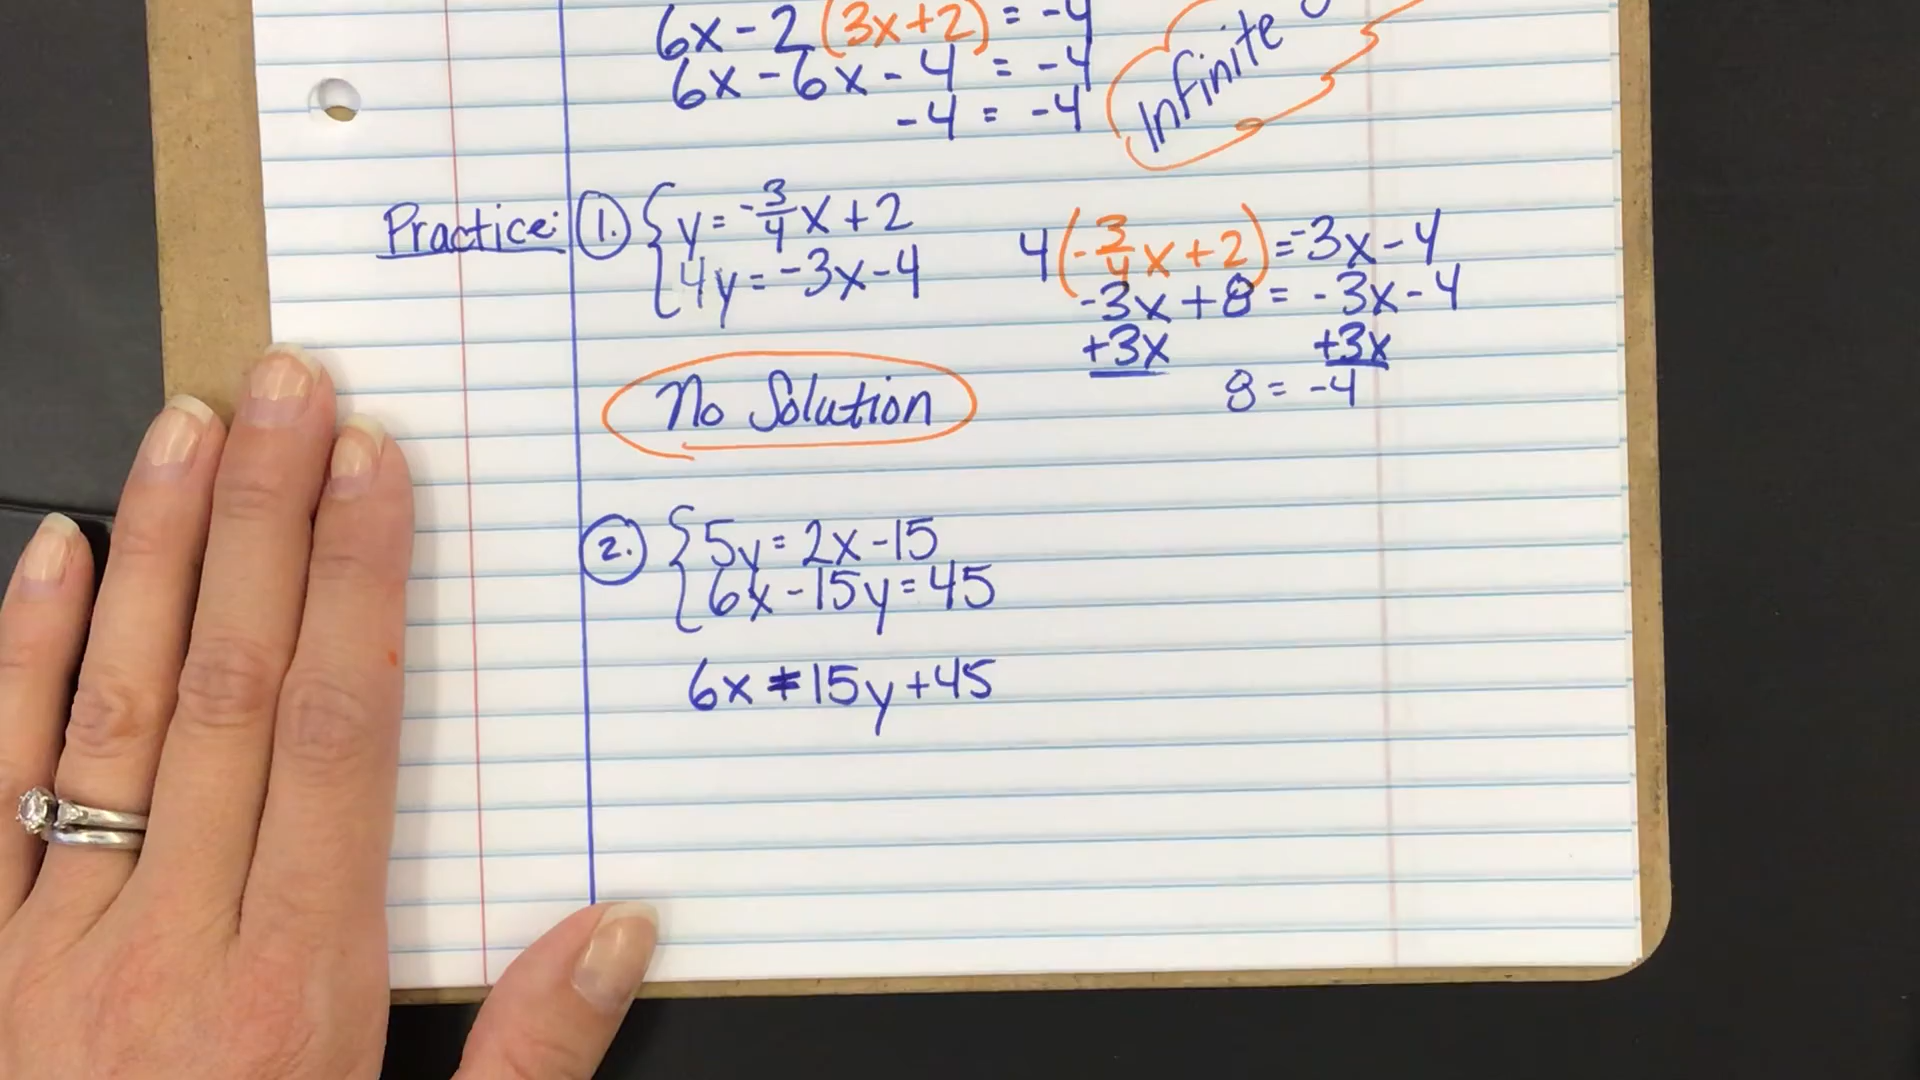 6x - 2(3x+2) = -4
6x - 6x - 4 = -4
-4 = -4
Infinite
Practice:
1. { y = -3/4x + 2
4y = -3x - 4
4(-3/4x + 2) = -3x - 4
-3x + 8 = -3x - 4
+3x +3x
8 = -4
No Solution
2. { 5y = 2x - 15
6x - 15y = 45
6x = 15y + 45